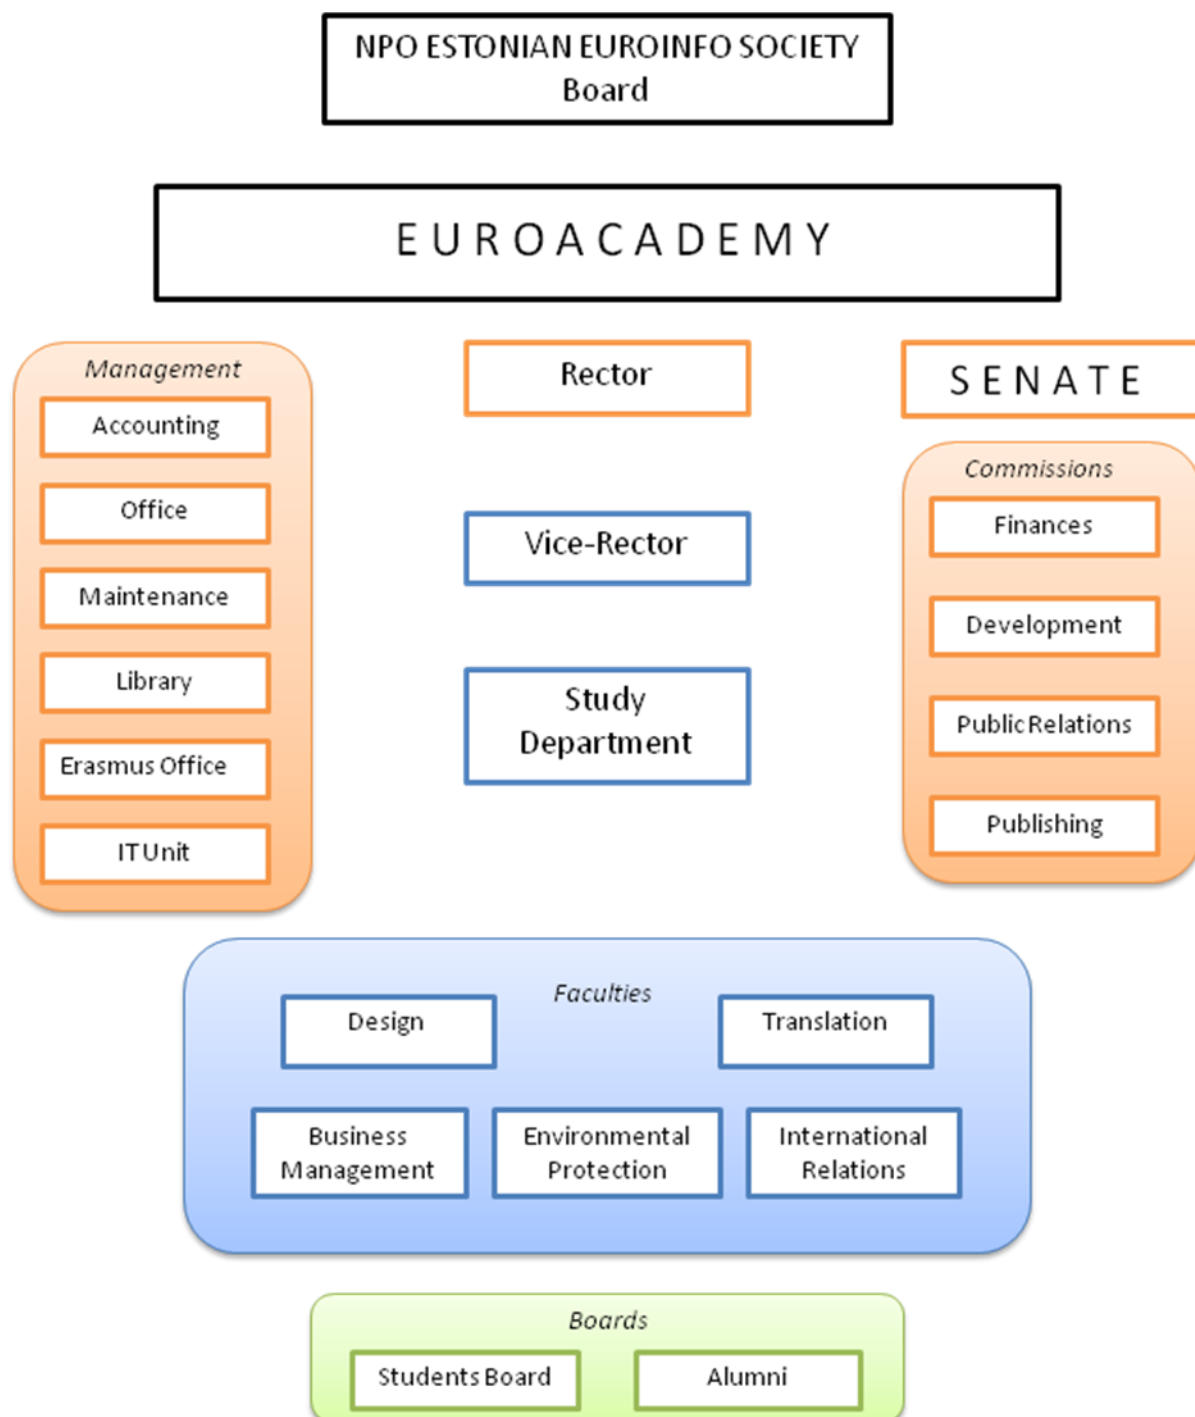 NPO ESTONIAN EUROINFO SOCIETY
Board
EUROACADEMY
Management
Accounting
Office
Maintenance
Library
Erasmus Office
IT Unit
Rector
Vice-Rector
Study
Department
SENATE
Commissions
Finances
Development
Public Relations
Publishing
Faculties
Design
Translation
Business
Management
Environmental
Protection
International
Relations
Boards
Students Board
Alumni